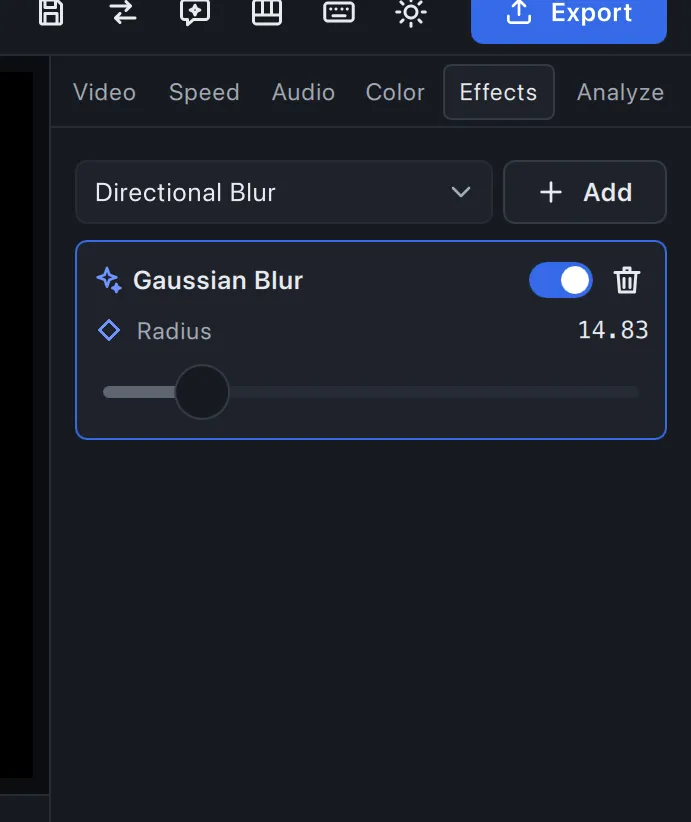 Export
Video Speed Audio Color Effects Analyze
Directional Blur Add
Gaussian Blur
Radius 14.83